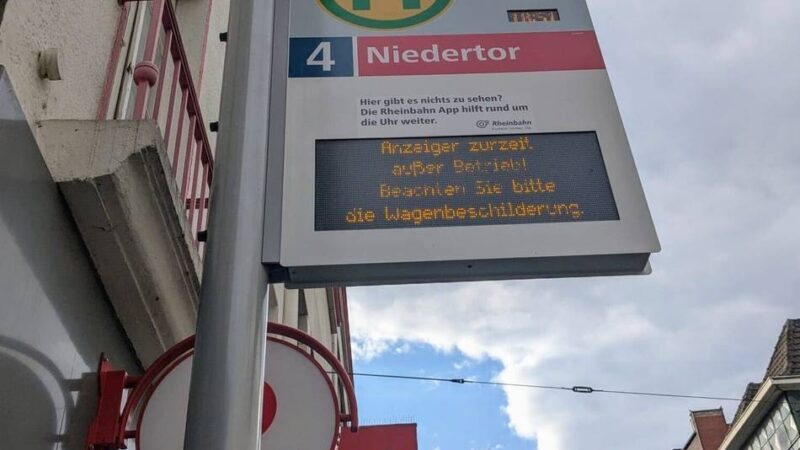 H
4 Niedertor
Hier gibt es nichts zu sehen?
Die Rheinbahn App hilft rund um
die Uhr weiter.
Rheinbahn
Anzeiger zurzeit
außer Betrieb!
Beachten Sie bitte
die Wagenbeschilderung.